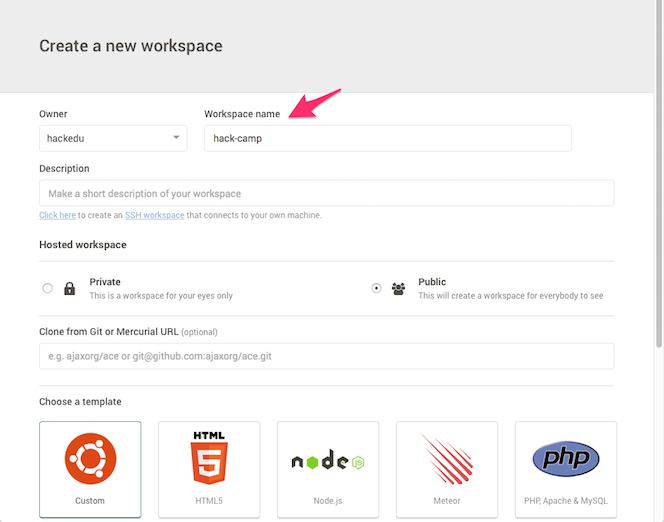 Create a new workspace
Owner
Workspace name
hackedu
hack-camp
Description
Make a short description of your workspace
Click here to create an SSH workspace that connects to your own machine.
Hosted workspace
Private
This is a workspace for your eyes only
Public
This will create a workspace for everybody to see
Clone from Git or Mercurial URL (optional)
e.g. ajaxorg/ace or git@github.com:ajaxorg/ace.git
Choose a template
HTML
5
node
JS
php
Custom
HTML5
Node.js
Meteor
PHP, Apache & MySQL